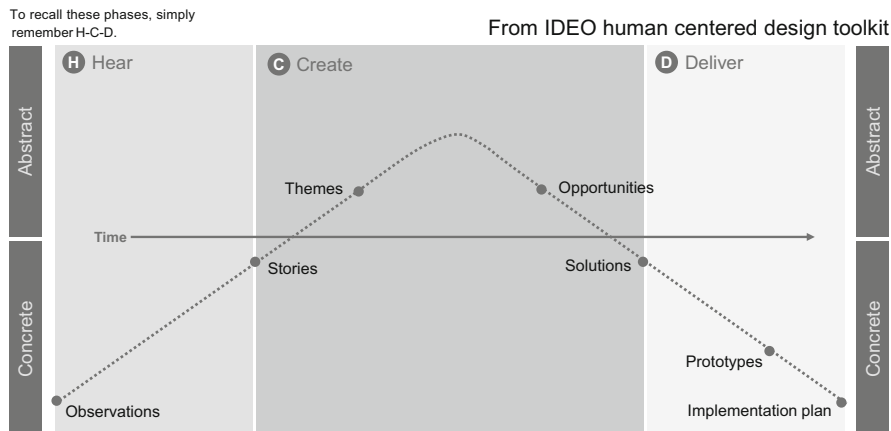 To recall these phases, simply
remember H-C-D.
From IDEO human centered design toolkit
H Hear
C Create
D Deliver
Abstract
Abstract
Themes
Opportunities
Time
Stories
Solutions
Concrete
Concrete
Prototypes
Observations
Implementation plan